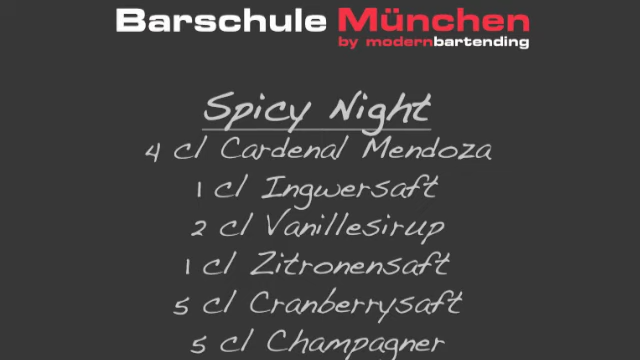 Barschule München
by modernbartending
Spicy Night
4 cl Cardenal Mendoza
1 cl Ingwersaft
2 cl Vanillesirup
1 cl Zitronensaft
5 cl Cranberrysaft
5 cl Champagner